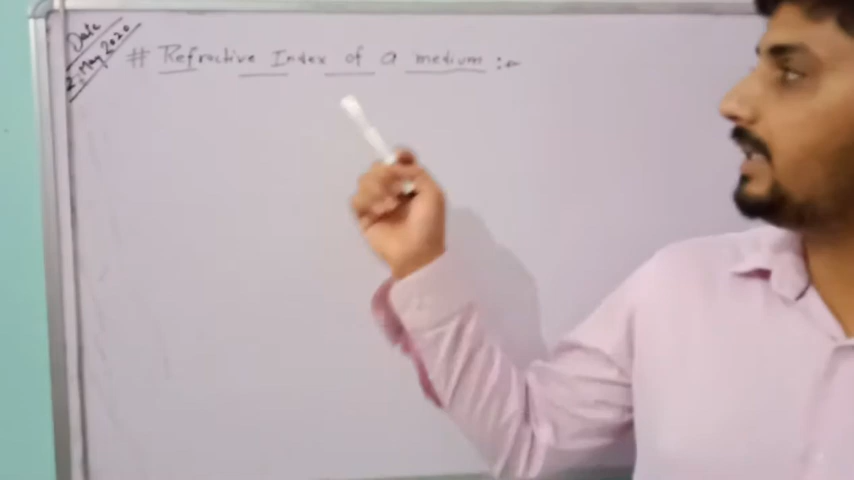 Date
2, May 2020
# Refractive Index of a medium :-